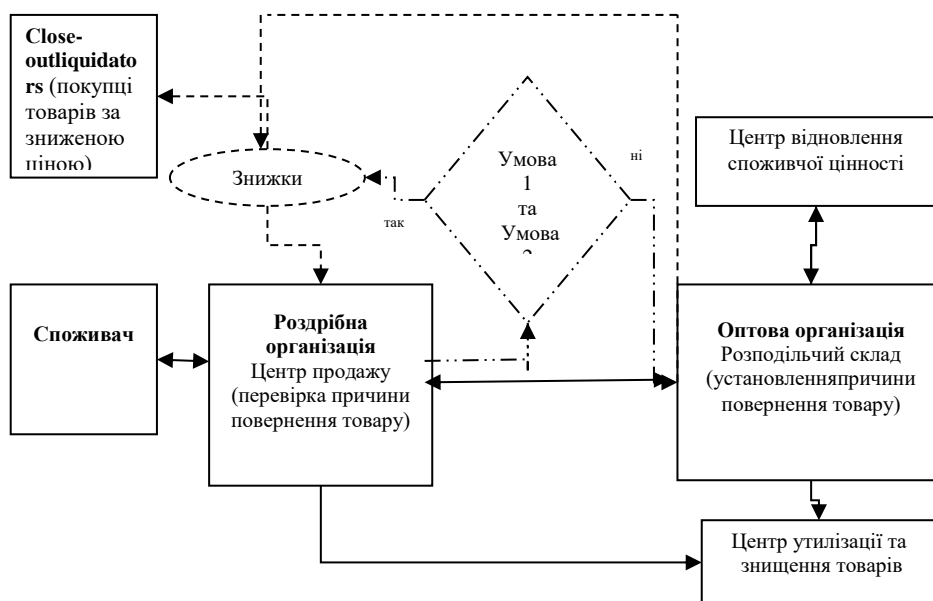 Close-
outliquidato
rs (покупці
товарів за
зниженою
ціною)
Знижки
Умова
1
та
Умова
ні
так
Центр відновлення
споживчої цінності
Споживач
Роздрібна
організація
Центр продажу
(перевірка причини
повернення товару)
Оптова організація
Розподільчий склад
(установленняпричини
повернення товару)
Центр утилізації та
знищення товарів